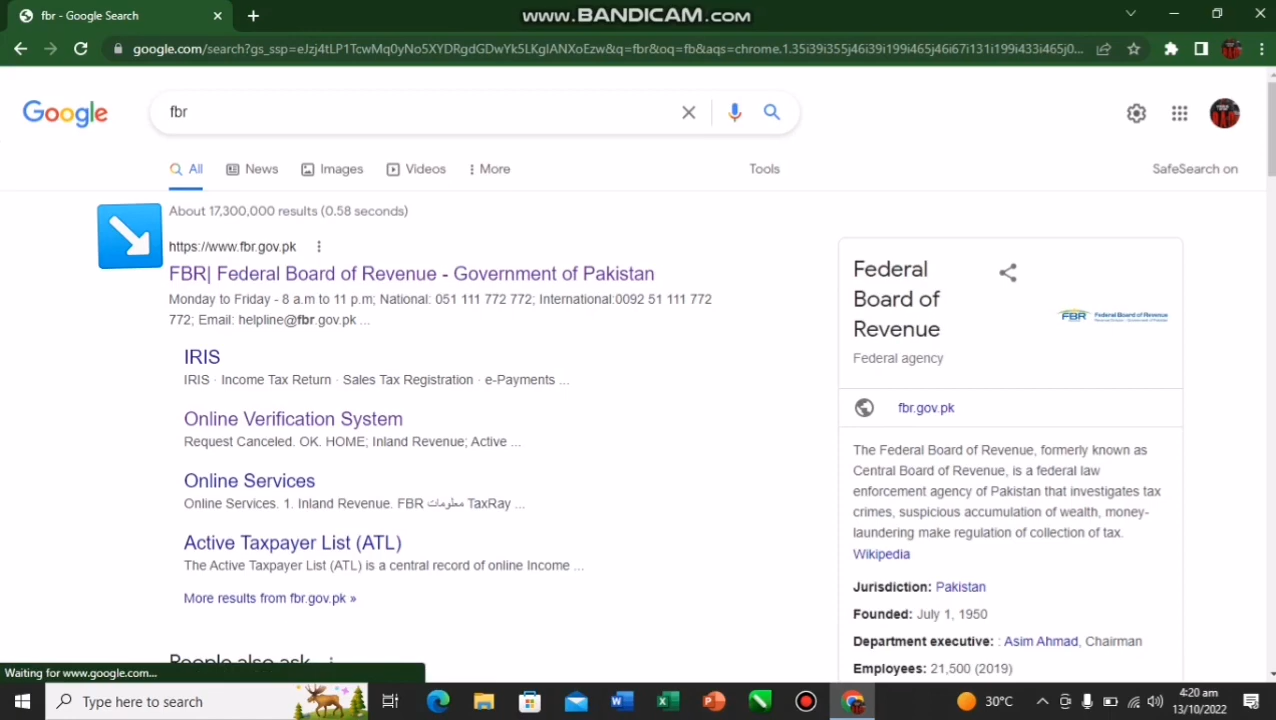 www.BANDICAM.com
fbr - Google Search
google.com/search?gs_ssp=eJzj4tLP1TcwMq0yNo5XYDRgdGDwYk5LKgIANXoEzw&q=fbr&oq=fb&aqs=chrome.1.35i39i355j46i39i199i465j46i67i131i199i433i465j0...
Google
fbr
All
News
Images
Videos
More
Tools
SafeSearch on
About 17,300,000 results (0.58 seconds)
https://www.fbr.gov.pk
FBR| Federal Board of Revenue - Government of Pakistan
Monday to Friday - 8 a.m to 11 p.m; National: 051 111 772 772; International:0092 51 111 772
772; Email: helpline@fbr.gov.pk ...
IRIS
IRIS · Income Tax Return · Sales Tax Registration · e-Payments ...
Online Verification System
Request Canceled. OK. HOME; Inland Revenue; Active ...
Online Services
Online Services. 1. Inland Revenue. FBR معلومات TaxRay ...
Active Taxpayer List (ATL)
The Active Taxpayer List (ATL) is a central record of online Income ...
More results from fbr.gov.pk »
People also ask
Federal
Board of
Revenue
FBR Federal Board of Revenue
Federal agency
fbr.gov.pk
The Federal Board of Revenue, formerly known as
Central Board of Revenue, is a federal law
enforcement agency of Pakistan that investigates tax
crimes, suspicious accumulation of wealth, money-
laundering make regulation of collection of tax.
Wikipedia
Jurisdiction: Pakistan
Founded: July 1, 1950
Department executive: : Asim Ahmad, Chairman
Employees: 21,500 (2019)
Waiting for www.google.com...
Type here to search
30°C
4:20 am
13/10/2022